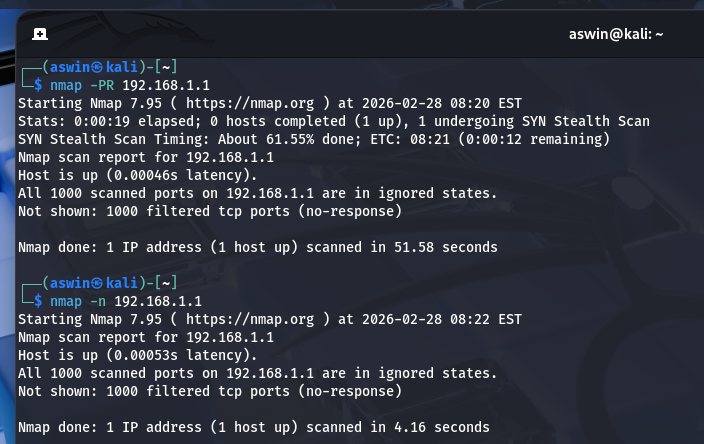 aswin@kali: ~
┌──(aswin㉿kali)-[~]
└─$ nmap -PR 192.168.1.1
Starting Nmap 7.95 ( https://nmap.org ) at 2026-02-28 08:20 EST
Stats: 0:00:19 elapsed; 0 hosts completed (1 up), 1 undergoing SYN Stealth Scan
SYN Stealth Scan Timing: About 61.55% done; ETC: 08:21 (0:00:12 remaining)
Nmap scan report for 192.168.1.1
Host is up (0.00046s latency).
All 1000 scanned ports on 192.168.1.1 are in ignored states.
Not shown: 1000 filtered tcp ports (no-response)
Nmap done: 1 IP address (1 host up) scanned in 51.58 seconds
┌──(aswin㉿kali)-[~]
└─$ nmap -n 192.168.1.1
Starting Nmap 7.95 ( https://nmap.org ) at 2026-02-28 08:22 EST
Nmap scan report for 192.168.1.1
Host is up (0.00053s latency).
All 1000 scanned ports on 192.168.1.1 are in ignored states.
Not shown: 1000 filtered tcp ports (no-response)
Nmap done: 1 IP address (1 host up) scanned in 4.16 seconds